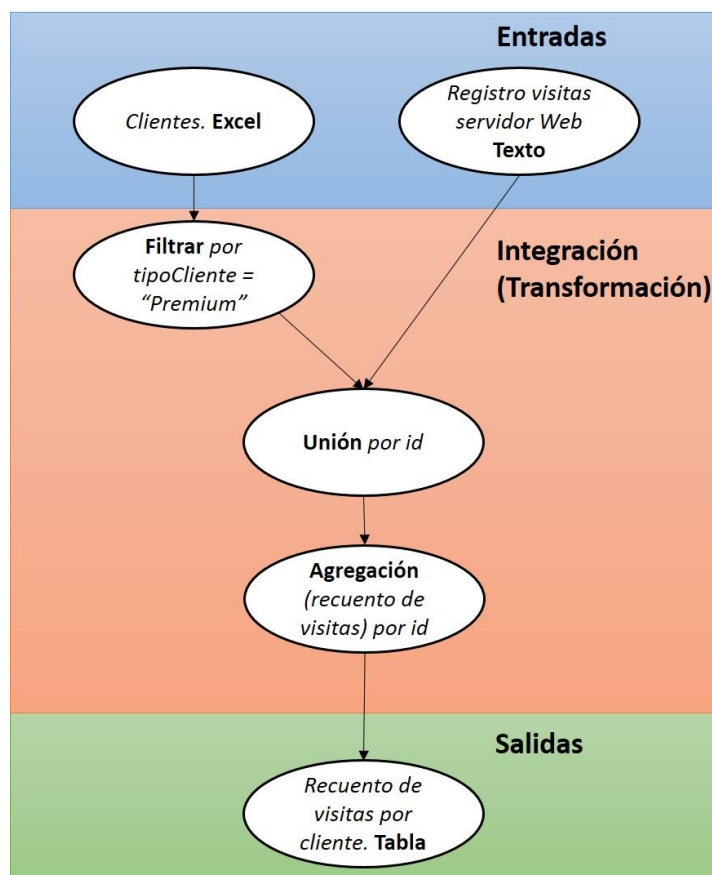 Entradas
Clientes. Excel
Registro visitas
servidor Web
Texto
Integración
(Transformación)
Filtrar por
tipoCliente =
“Premium”
Unión por id
Agregación
(recuento de
visitas) por id
Salidas
Recuento de
visitas por
cliente. Tabla